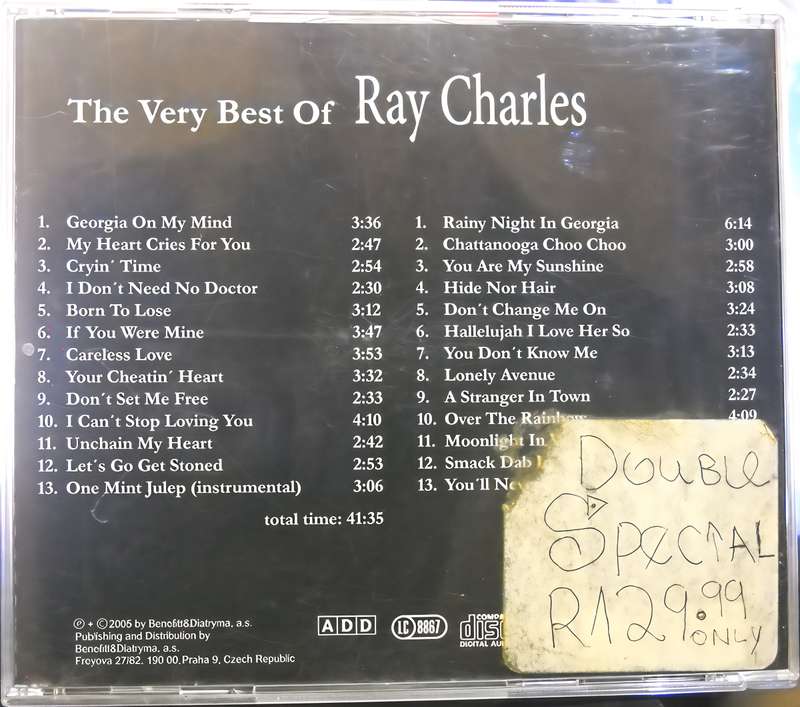 The Very Best Of Ray Charles
1. Georgia On My Mind 3:36
2. My Heart Cries For You 2:47
3. Cryin´ Time 2:54
4. I Don´t Need No Doctor 2:30
5. Born To Lose 3:12
6. If You Were Mine 3:47
7. Careless Love 3:53
8. Your Cheatin´ Heart 3:32
9. Don´t Set Me Free 2:33
10. I Can´t Stop Loving You 4:10
11. Unchain My Heart 2:42
12. Let´s Go Get Stoned 2:53
13. One Mint Julep (instrumental) 3:06
total time: 41:35
1. Rainy Night In Georgia 6:14
2. Chattanooga Choo Choo 3:00
3. You Are My Sunshine 2:58
4. Hide Nor Hair 3:08
5. Don´t Change Me On 3:24
6. Hallelujah I Love Her So 2:33
7. You Don´t Know Me 3:13
8. Lonely Avenue 2:34
9. A Stranger In Town 2:27
10. Over The Rainbow 4:09
11. Moonlight In
12. Smack Dab
13. You´ll
DOUBLE
SPECIAL
R129.99
ONLY
℗ + © 2005 by Benefitt&Diatryma, a.s.
Publishing and Distribution by
Benefitt&Diatryma, a.s.
Freyova 27/82, 190 00, Praha 9, Czech Republic
ADD
LC 8867